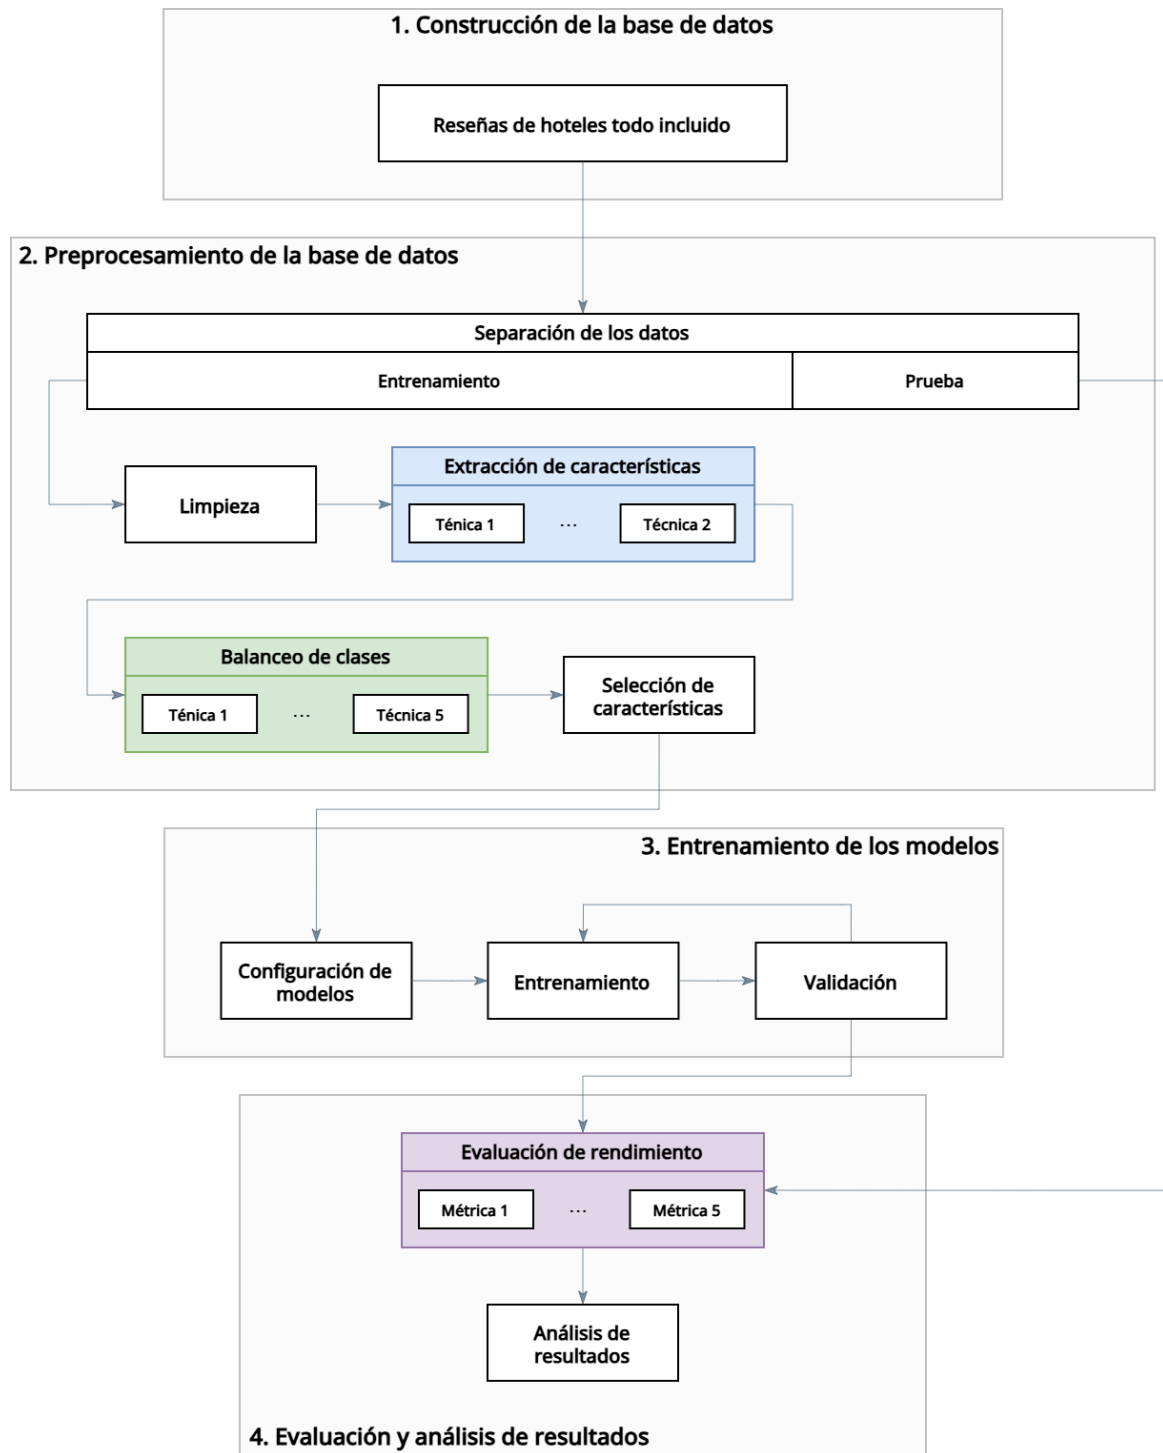 1. Construcción de la base de datos
Reseñas de hoteles todo incluido
2. Preprocesamiento de la base de datos
Separación de los datos
Entrenamiento
Prueba
Limpieza
Extracción de características
Ténica 1
...
Técnica 2
Balanceo de clases
Ténica 1
...
Técnica 5
Selección de
características
3. Entrenamiento de los modelos
Configuración de
modelos
Entrenamiento
Validación
Evaluación de rendimiento
Métrica 1
...
Métrica 5
Análisis de
resultados
4. Evaluación y análisis de resultados